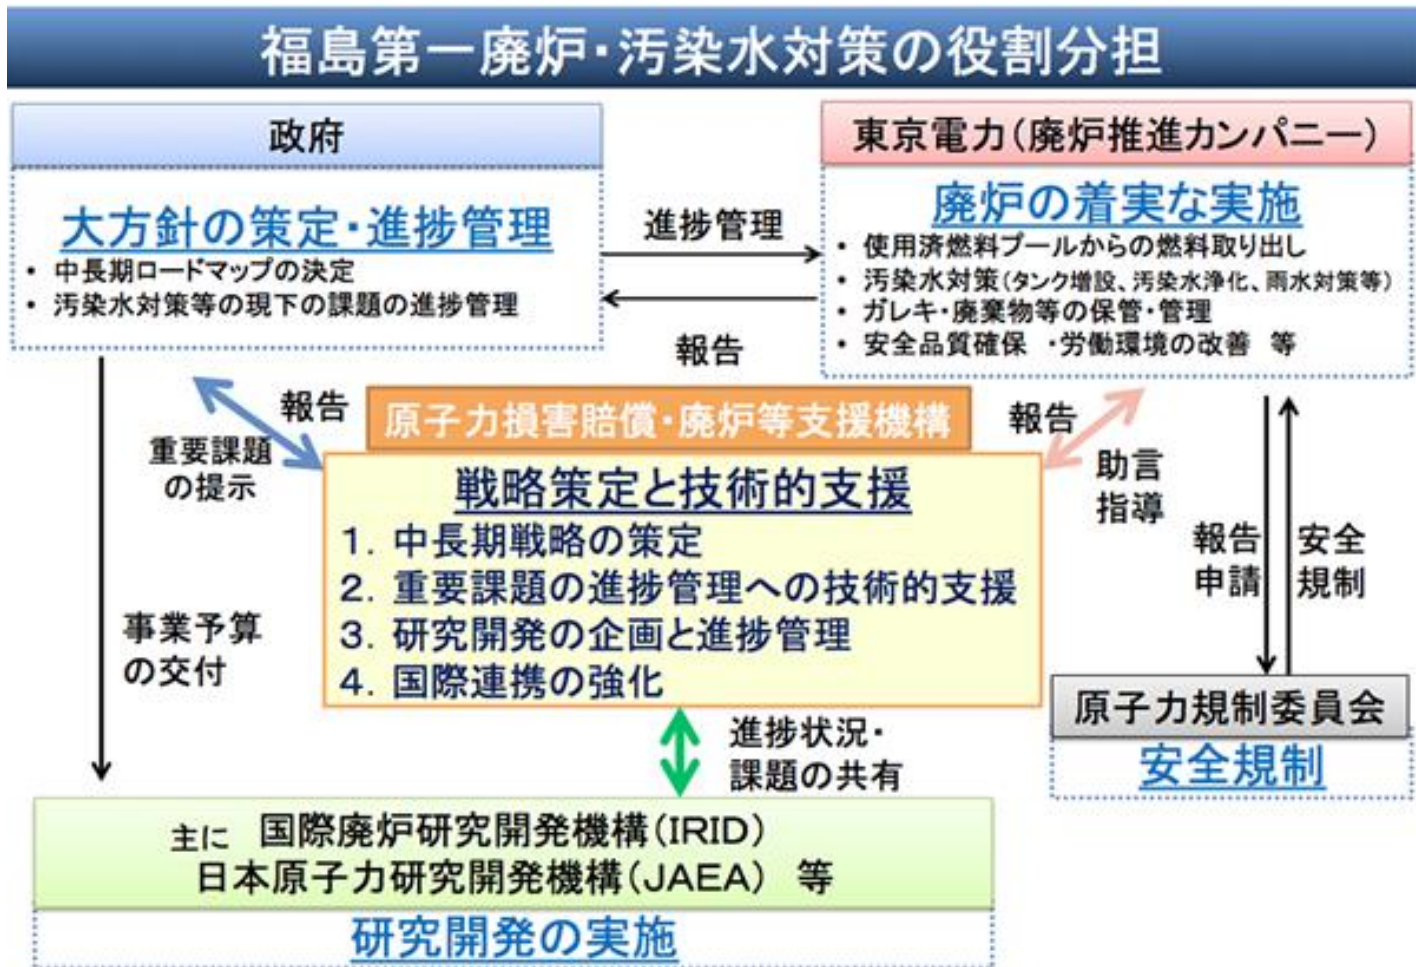 福島第一廃炉・汚染水対策の役割分担
政府
大方針の策定・進捗管理
・ 中長期ロードマップの決定
・ 汚染水対策等の現下の課題の進捗管理
進捗管理
報告
東京電力(廃炉推進カンパニー)
廃炉の着実な実施
・ 使用済燃料プールからの燃料取り出し
・ 汚染水対策(タンク増設、汚染水浄化、雨水対策等)
・ ガレキ・廃棄物等の保管・管理
・ 安全品質確保 ・労働環境の改善 等
報告
重要課題
の提示
原子力損害賠償・廃炉等支援機構
戦略策定と技術的支援
1. 中長期戦略の策定
2. 重要課題の進捗管理への技術的支援
3. 研究開発の企画と進捗管理
4. 国際連携の強化
報告
助言
指導
報告
申請
安全
規制
事業予算
の交付
進捗状況・
課題の共有
原子力規制委員会
安全規制
主に 国際廃炉研究開発機構(IRID)
日本原子力研究開発機構(JAEA) 等
研究開発の実施